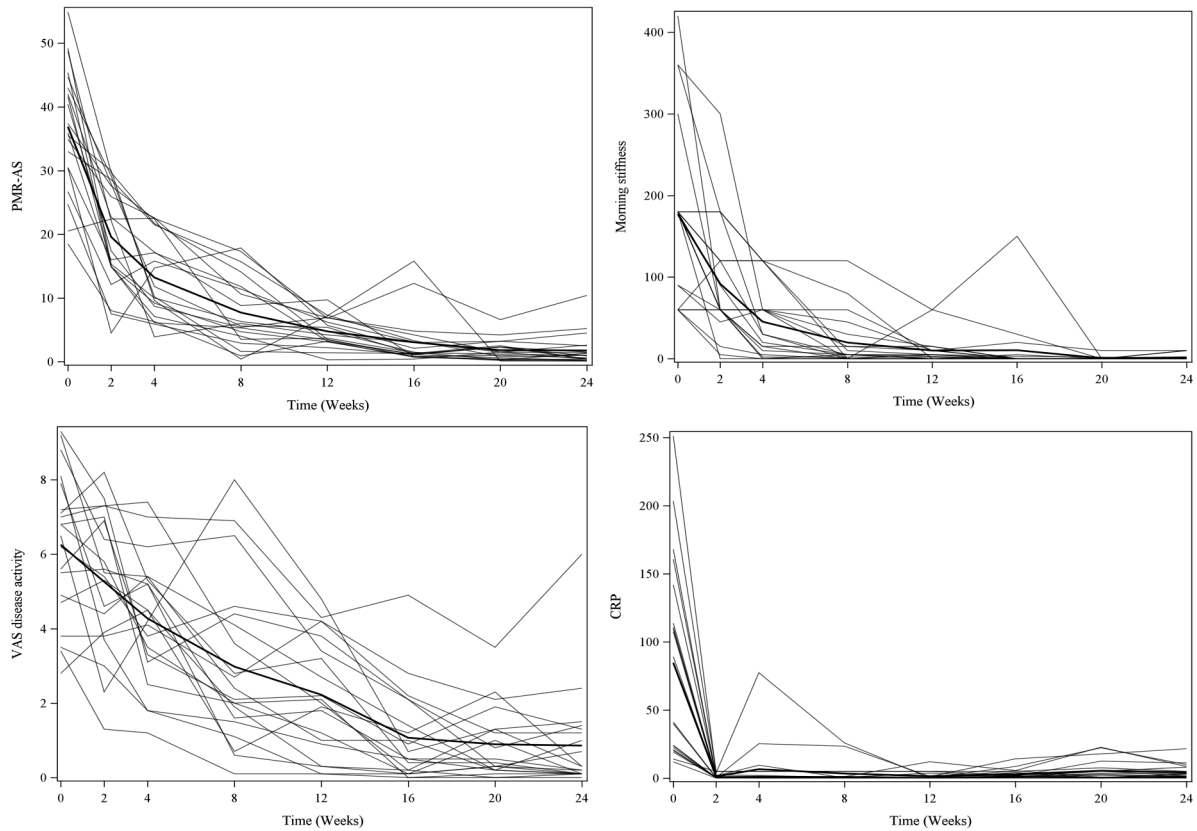 PMR-AS
50
40
30
20
10
0
0 2 4 8 12 16 20 24
Time (Weeks)
Morning stiffness
400
300
200
100
0
0 2 4 8 12 16 20 24
Time (Weeks)
VAS disease activity
8
6
4
2
0
0 2 4 8 12 16 20 24
Time (Weeks)
CRP
250
200
150
100
50
0
0 2 4 8 12 16 20 24
Time (Weeks)